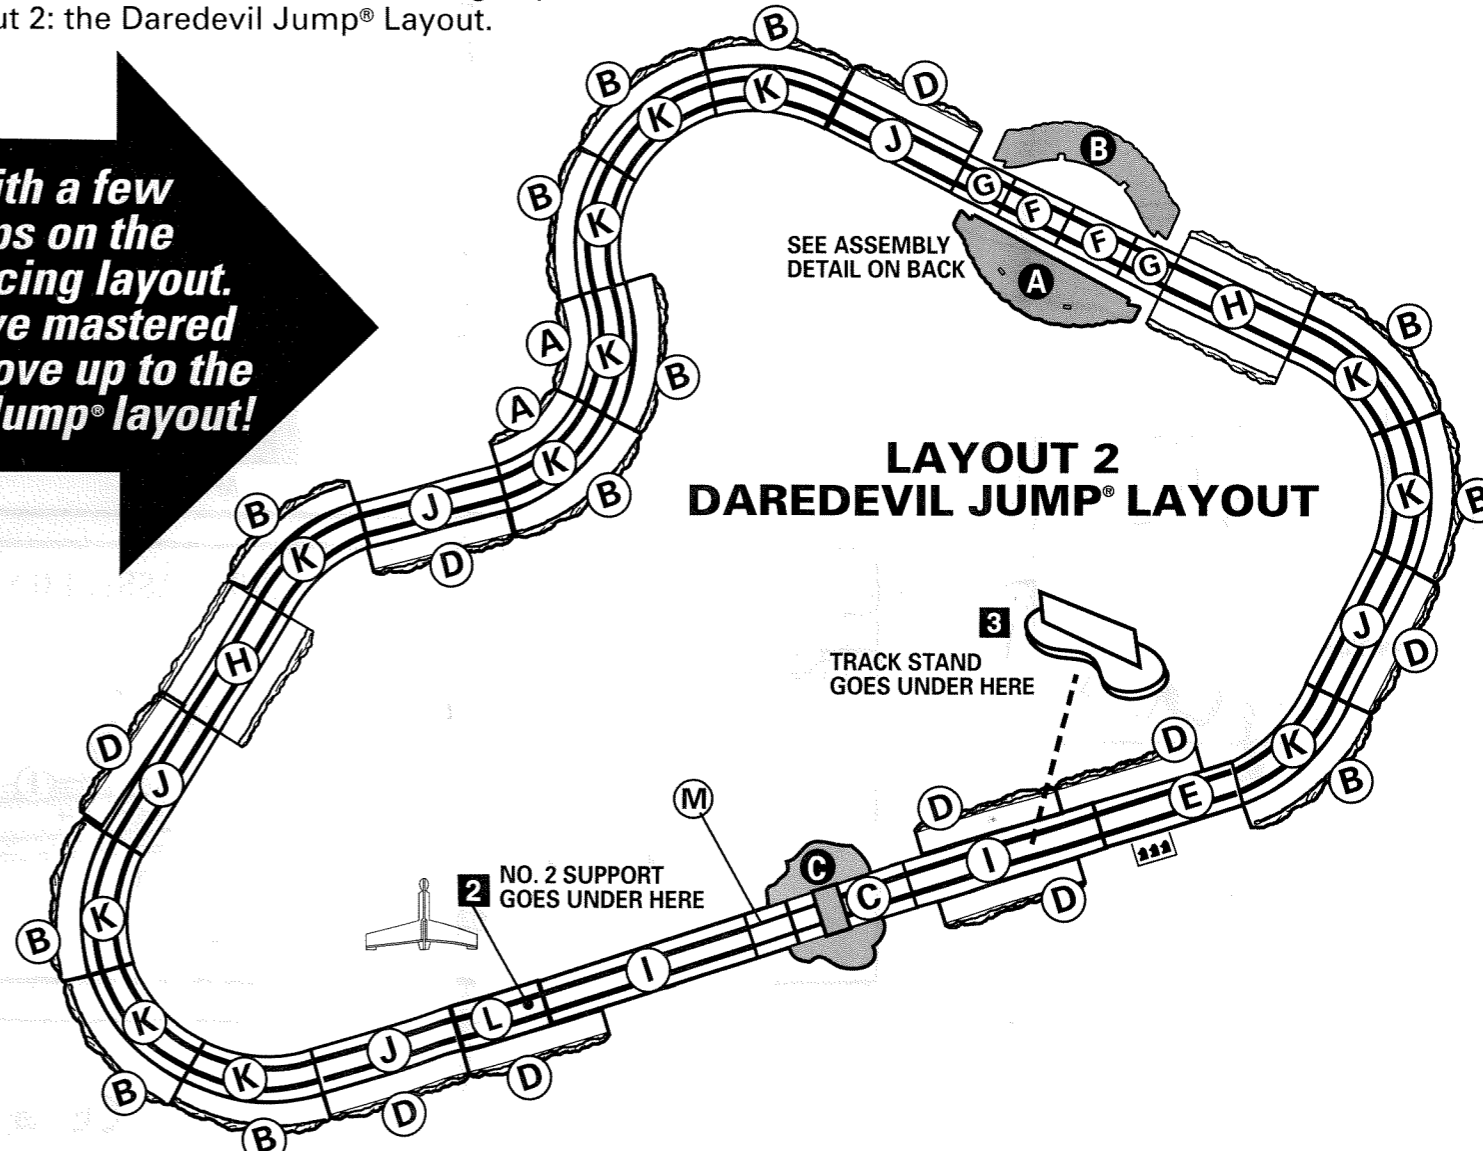 ut 2: the Daredevil Jump® Layout.
ith a few
ps on the
cing layout.
ve mastered
ove up to the
Jump® layout!
B
B
D
K
K
J
B
B
K
G
F
F
G
SEE ASSEMBLY
DETAIL ON BACK
A
H
B
A
K
B
K
A
K
B
LAYOUT 2
DAREDEVIL JUMP® LAYOUT
K
B
B
J
K
D
3
TRACK STAND
GOES UNDER HERE
J
D
H
D
J
D
K
B
M
D
E
I
C
C
D
2
NO. 2 SUPPORT
GOES UNDER HERE
I
K
B
L
K
J
D
K
B
D
B